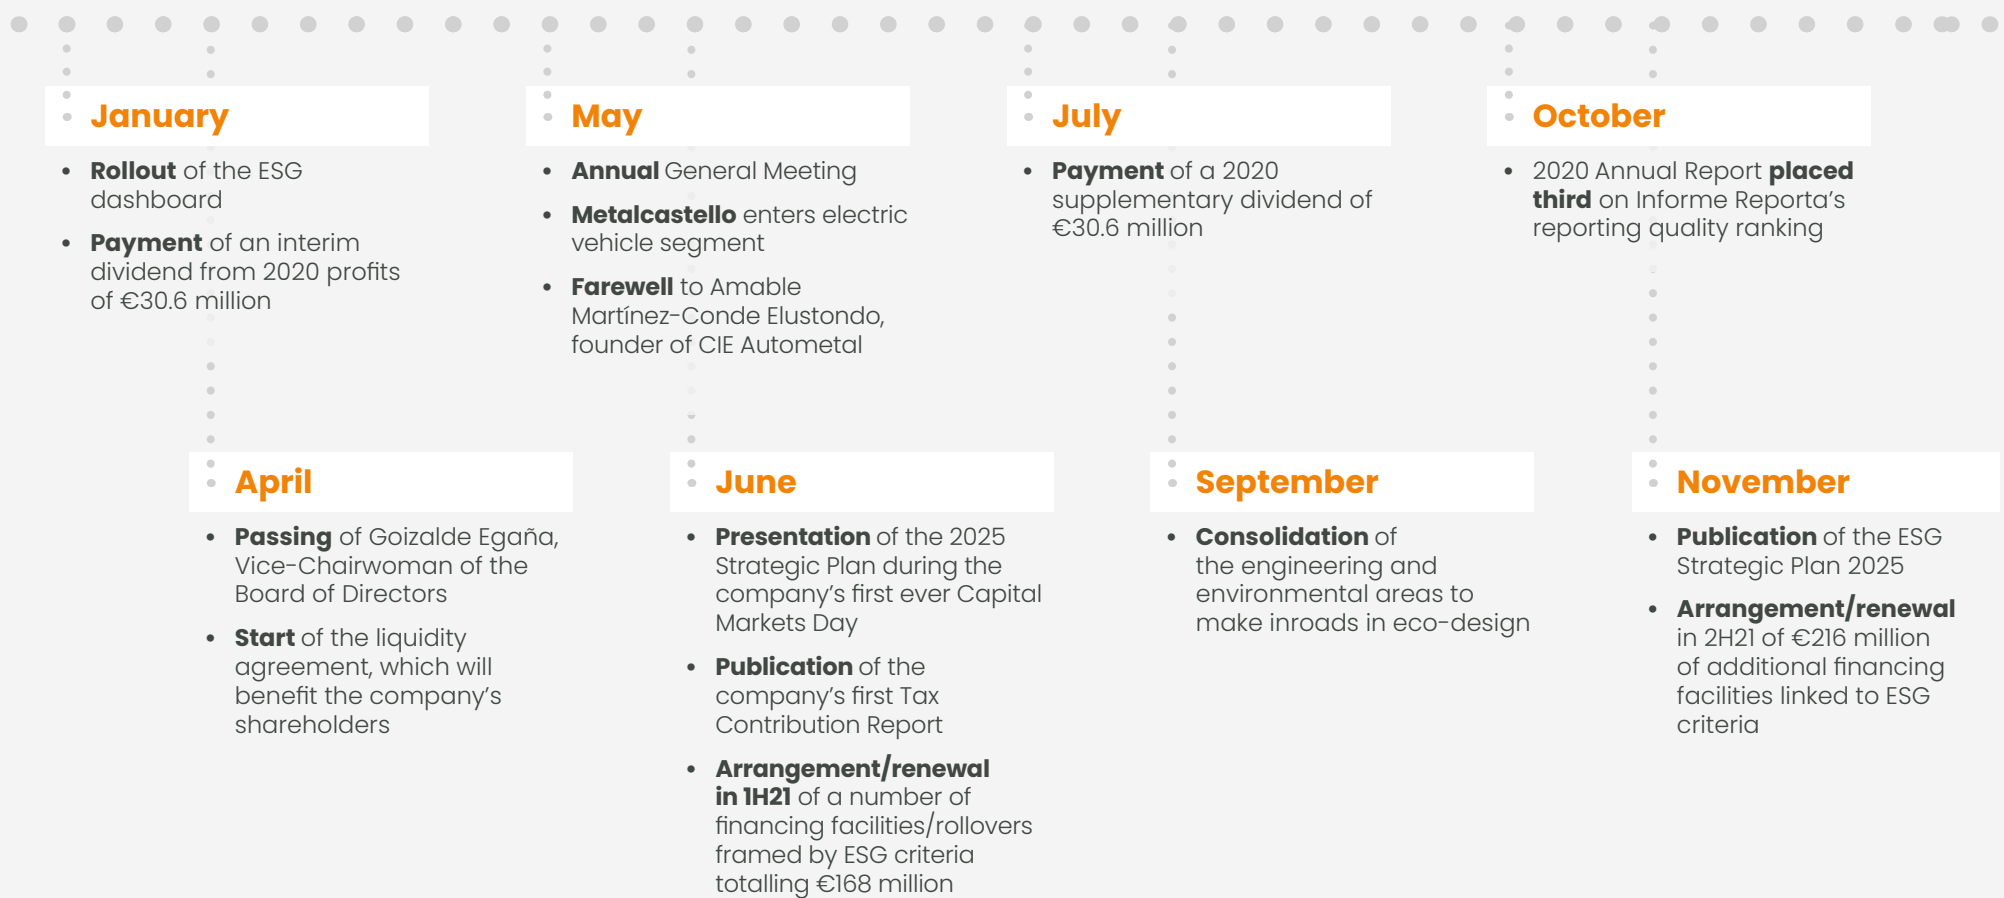 January
• Rollout of the ESG
dashboard
• Payment of an interim
dividend from 2020 profits
of €30.6 million
May
• Annual General Meeting
• Metalcastello enters electric
vehicle segment
• Farewell to Amable
Martínez-Conde Elustondo,
founder of CIE Autometal
July
• Payment of a 2020
supplementary dividend of
€30.6 million
October
• 2020 Annual Report placed
third on Informe Reporta’s
reporting quality ranking
April
• Passing of Goizalde Egaña,
Vice-Chairwoman of the
Board of Directors
• Start of the liquidity
agreement, which will
benefit the company’s
shareholders
June
• Presentation of the 2025
Strategic Plan during the
company’s first ever Capital
Markets Day
• Publication of the
company’s first Tax
Contribution Report
• Arrangement/renewal
in 1H21 of a number of
financing facilities/rollovers
framed by ESG criteria
totalling €168 million
September
• Consolidation of
the engineering and
environmental areas to
make inroads in eco-design
November
• Publication of the ESG
Strategic Plan 2025
• Arrangement/renewal
in 2H21 of €216 million
of additional financing
facilities linked to ESG
criteria